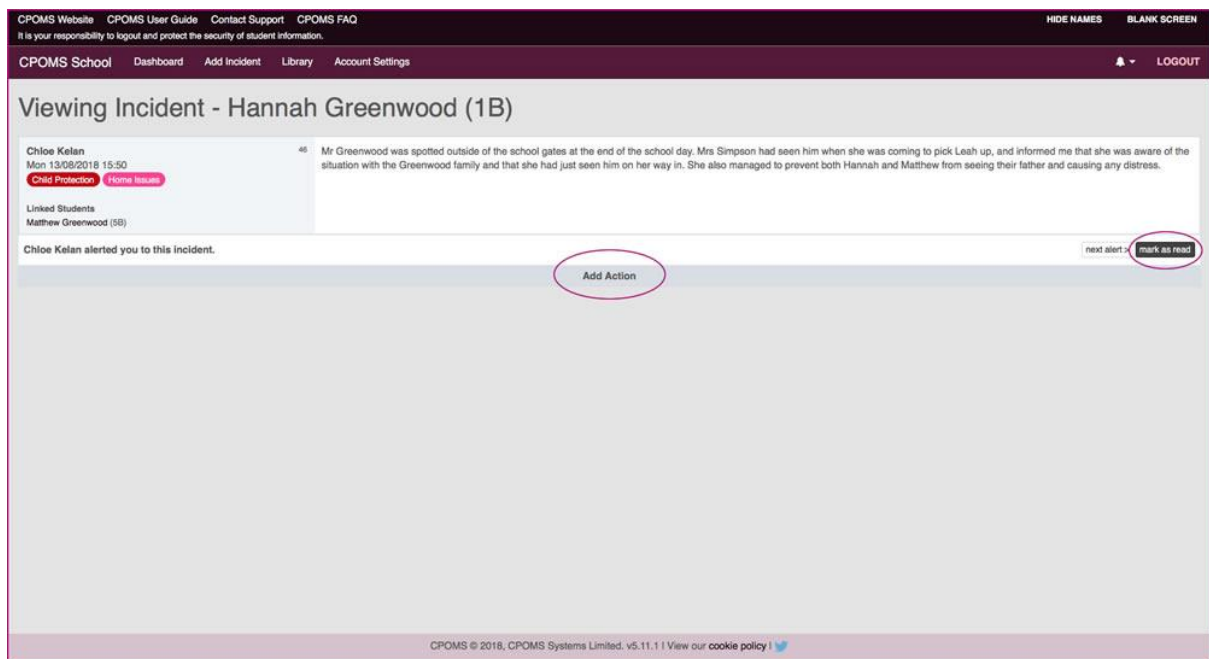 CPOMS Website CPOMS User Guide Contact Support CPOMS FAQ HIDE NAMES BLANK SCREEN
It is your responsibility to logout and protect the security of student information.
CPOMS School Dashboard Add Incident Library Account Settings LOGOUT
Viewing Incident - Hannah Greenwood (1B)
Chloe Kelan 46
Mon 13/08/2018 15:50
Child Protection Home Issues
Linked Students
Matthew Greenwood (5B)
Mr Greenwood was spotted outside of the school gates at the end of the school day. Mrs Simpson had seen him when she was coming to pick Leah up, and informed me that she was aware of the
situation with the Greenwood family and that she had just seen him on her way in. She also managed to prevent both Hannah and Matthew from seeing their father and causing any distress.
Chloe Kelan alerted you to this incident. next alert > mark as read
Add Action
CPOMS © 2018, CPOMS Systems Limited. v5.11.1 | View our cookie policy |